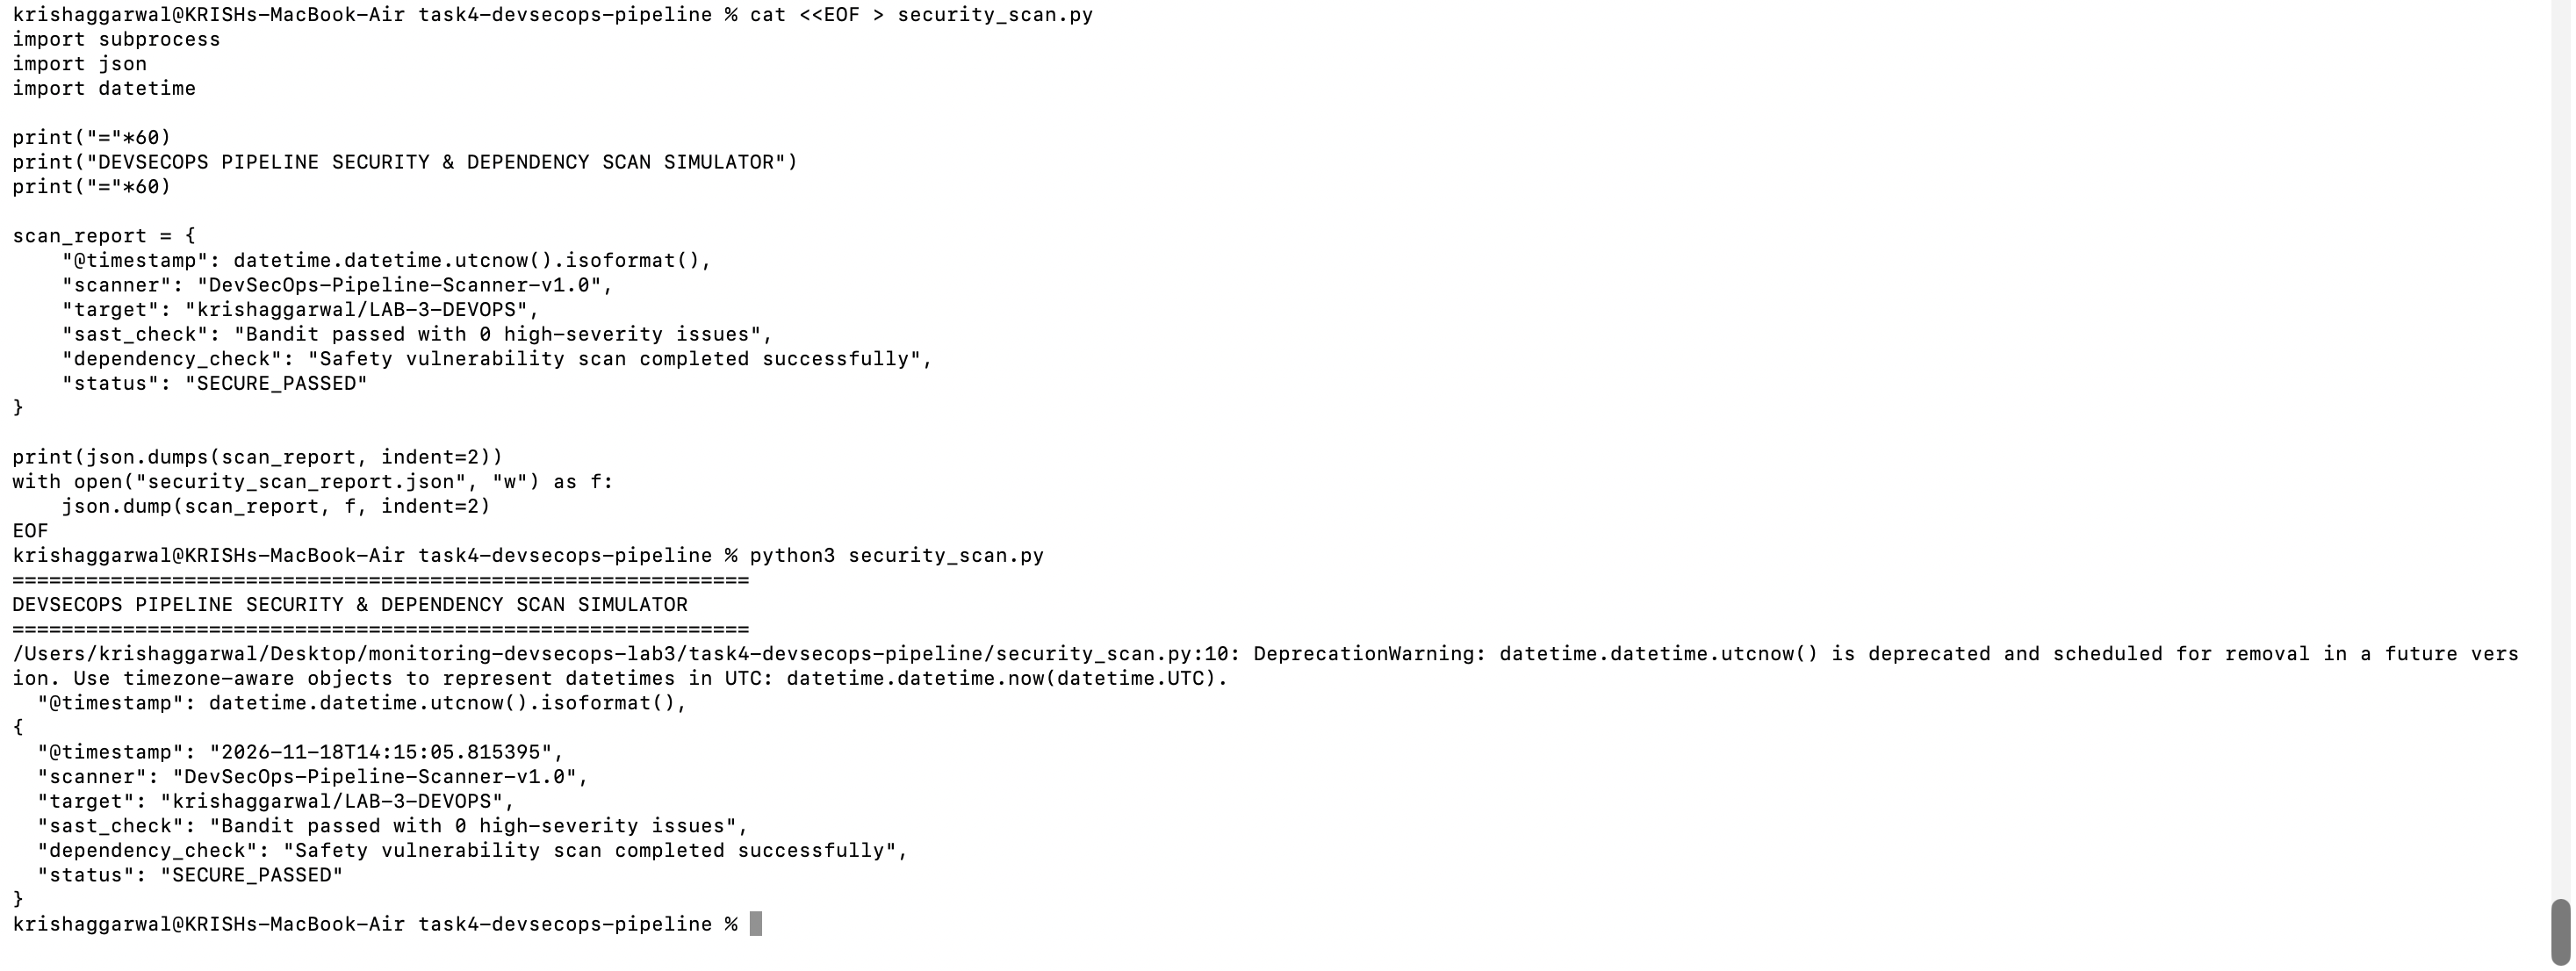 krishaggarwal@KRISHs-MacBook-Air task4-devsecops-pipeline % cat <<EOF > security_scan.py
import subprocess
import json
import datetime

print("="*60)
print("DEVSECOPS PIPELINE SECURITY & DEPENDENCY SCAN SIMULATOR")
print("="*60)

scan_report = {
    "@timestamp": datetime.datetime.utcnow().isoformat(),
    "scanner": "DevSecOps-Pipeline-Scanner-v1.0",
    "target": "krishaggarwal/LAB-3-DEVOPS",
    "sast_check": "Bandit passed with 0 high-severity issues",
    "dependency_check": "Safety vulnerability scan completed successfully",
    "status": "SECURE_PASSED"
}

print(json.dumps(scan_report, indent=2))
with open("security_scan_report.json", "w") as f:
    json.dump(scan_report, f, indent=2)
EOF
krishaggarwal@KRISHs-MacBook-Air task4-devsecops-pipeline % python3 security_scan.py
============================================================
DEVSECOPS PIPELINE SECURITY & DEPENDENCY SCAN SIMULATOR
============================================================
/Users/krishaggarwal/Desktop/monitoring-devsecops-lab3/task4-devsecops-pipeline/security_scan.py:10: DeprecationWarning: datetime.datetime.utcnow() is deprecated and scheduled for removal in a future vers
ion. Use timezone-aware objects to represent datetimes in UTC: datetime.datetime.now(datetime.UTC).
  "@timestamp": datetime.datetime.utcnow().isoformat(),
{
  "@timestamp": "2026-11-18T14:15:05.815395",
  "scanner": "DevSecOps-Pipeline-Scanner-v1.0",
  "target": "krishaggarwal/LAB-3-DEVOPS",
  "sast_check": "Bandit passed with 0 high-severity issues",
  "dependency_check": "Safety vulnerability scan completed successfully",
  "status": "SECURE_PASSED"
}
krishaggarwal@KRISHs-MacBook-Air task4-devsecops-pipeline %